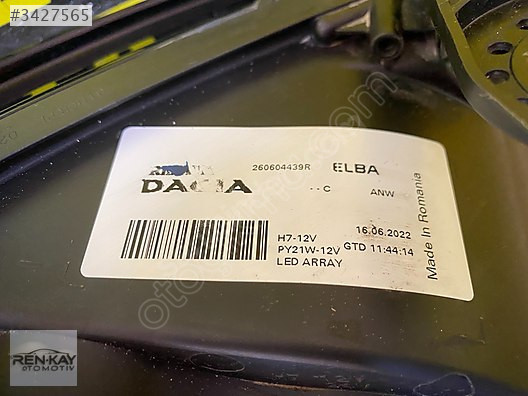 #3427565
DACIA
260604439R
ELBA
-- C
ANW
H7-12V
PY21W-12V
LED ARRAY
16.06.2022
GTD 11:44:14
Made In Romania
REN-KAY
OTOMOTİV